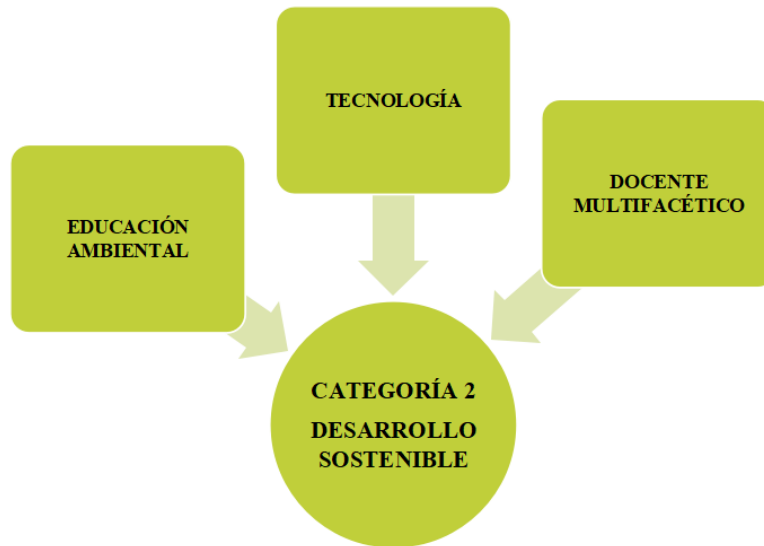 TECNOLOGÍA
DOCENTE
MULTIFACÉTICO
EDUCACIÓN
AMBIENTAL
CATEGORÍA 2
DESARROLLO
SOSTENIBLE